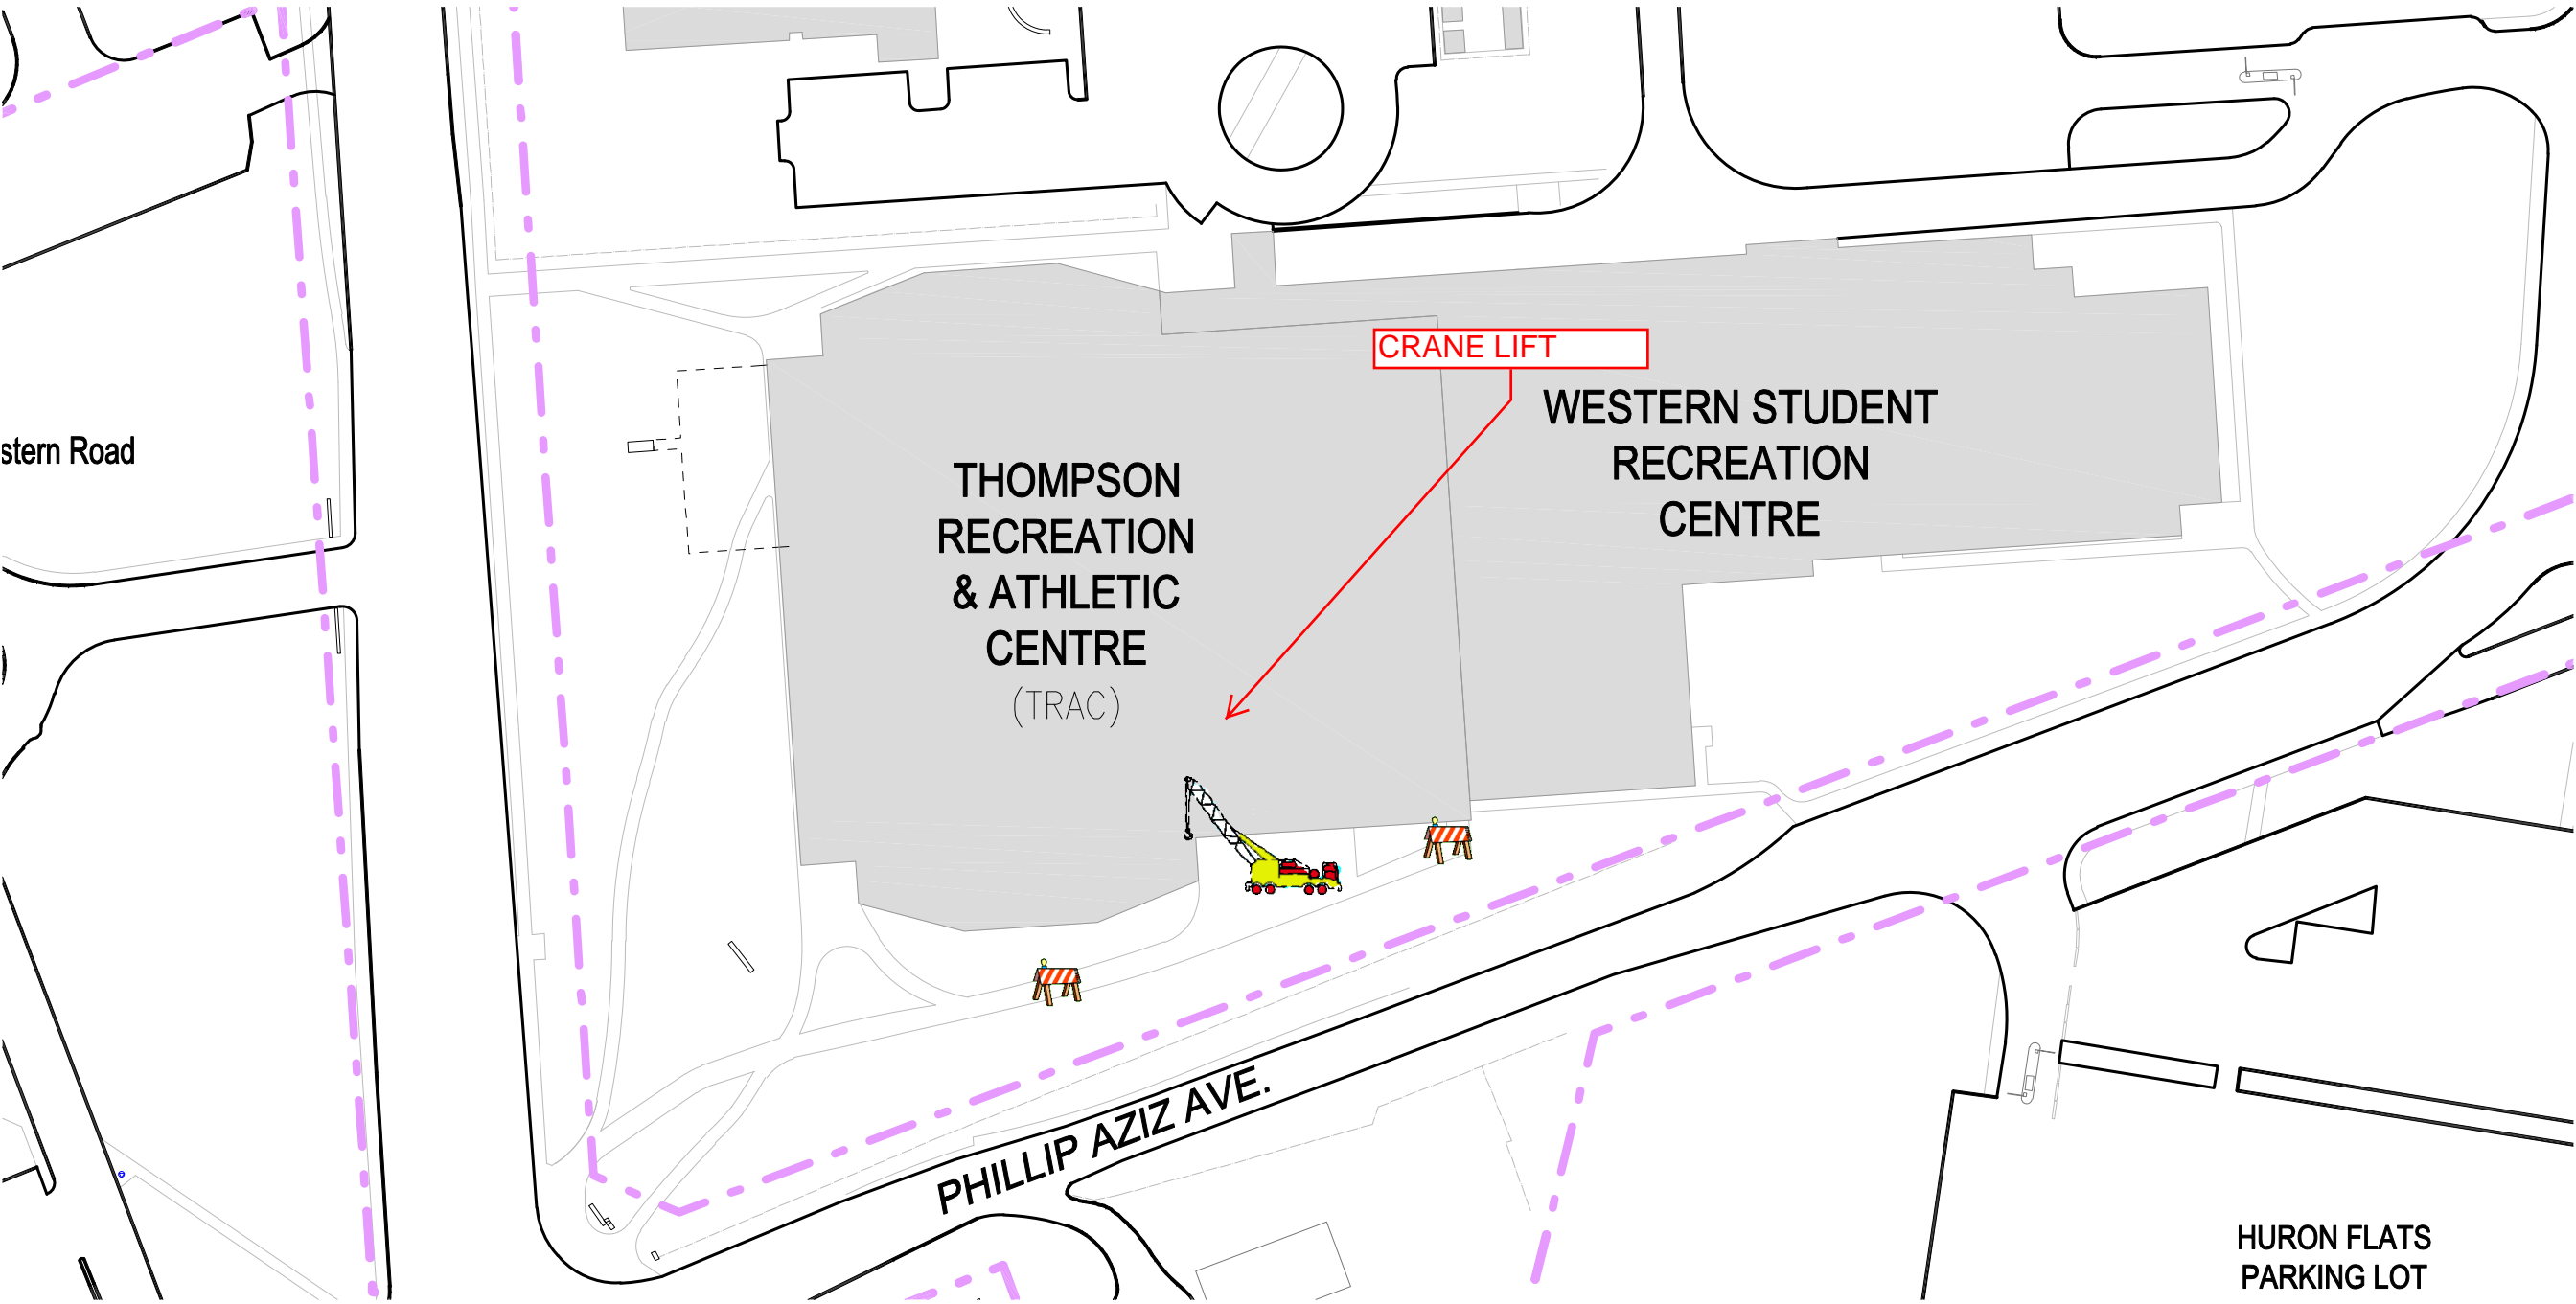 CRANE LIFT
WESTERN STUDENT
RECREATION
CENTRE
stern Road
THOMPSON
RECREATION
& ATHLETIC
CENTRE
(TRAC)
PHILLIP AZIZ AVE.
HURON FLATS
PARKING LOT